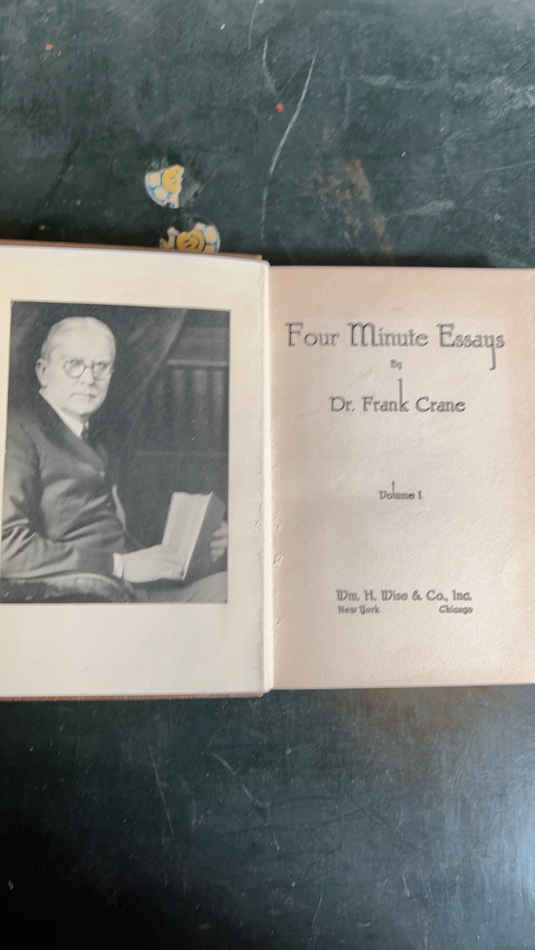 Four Minute Essays
By
Dr. Frank Crane
Volume I
Wm. H. Wise & Co., Inc.
New York Chicago